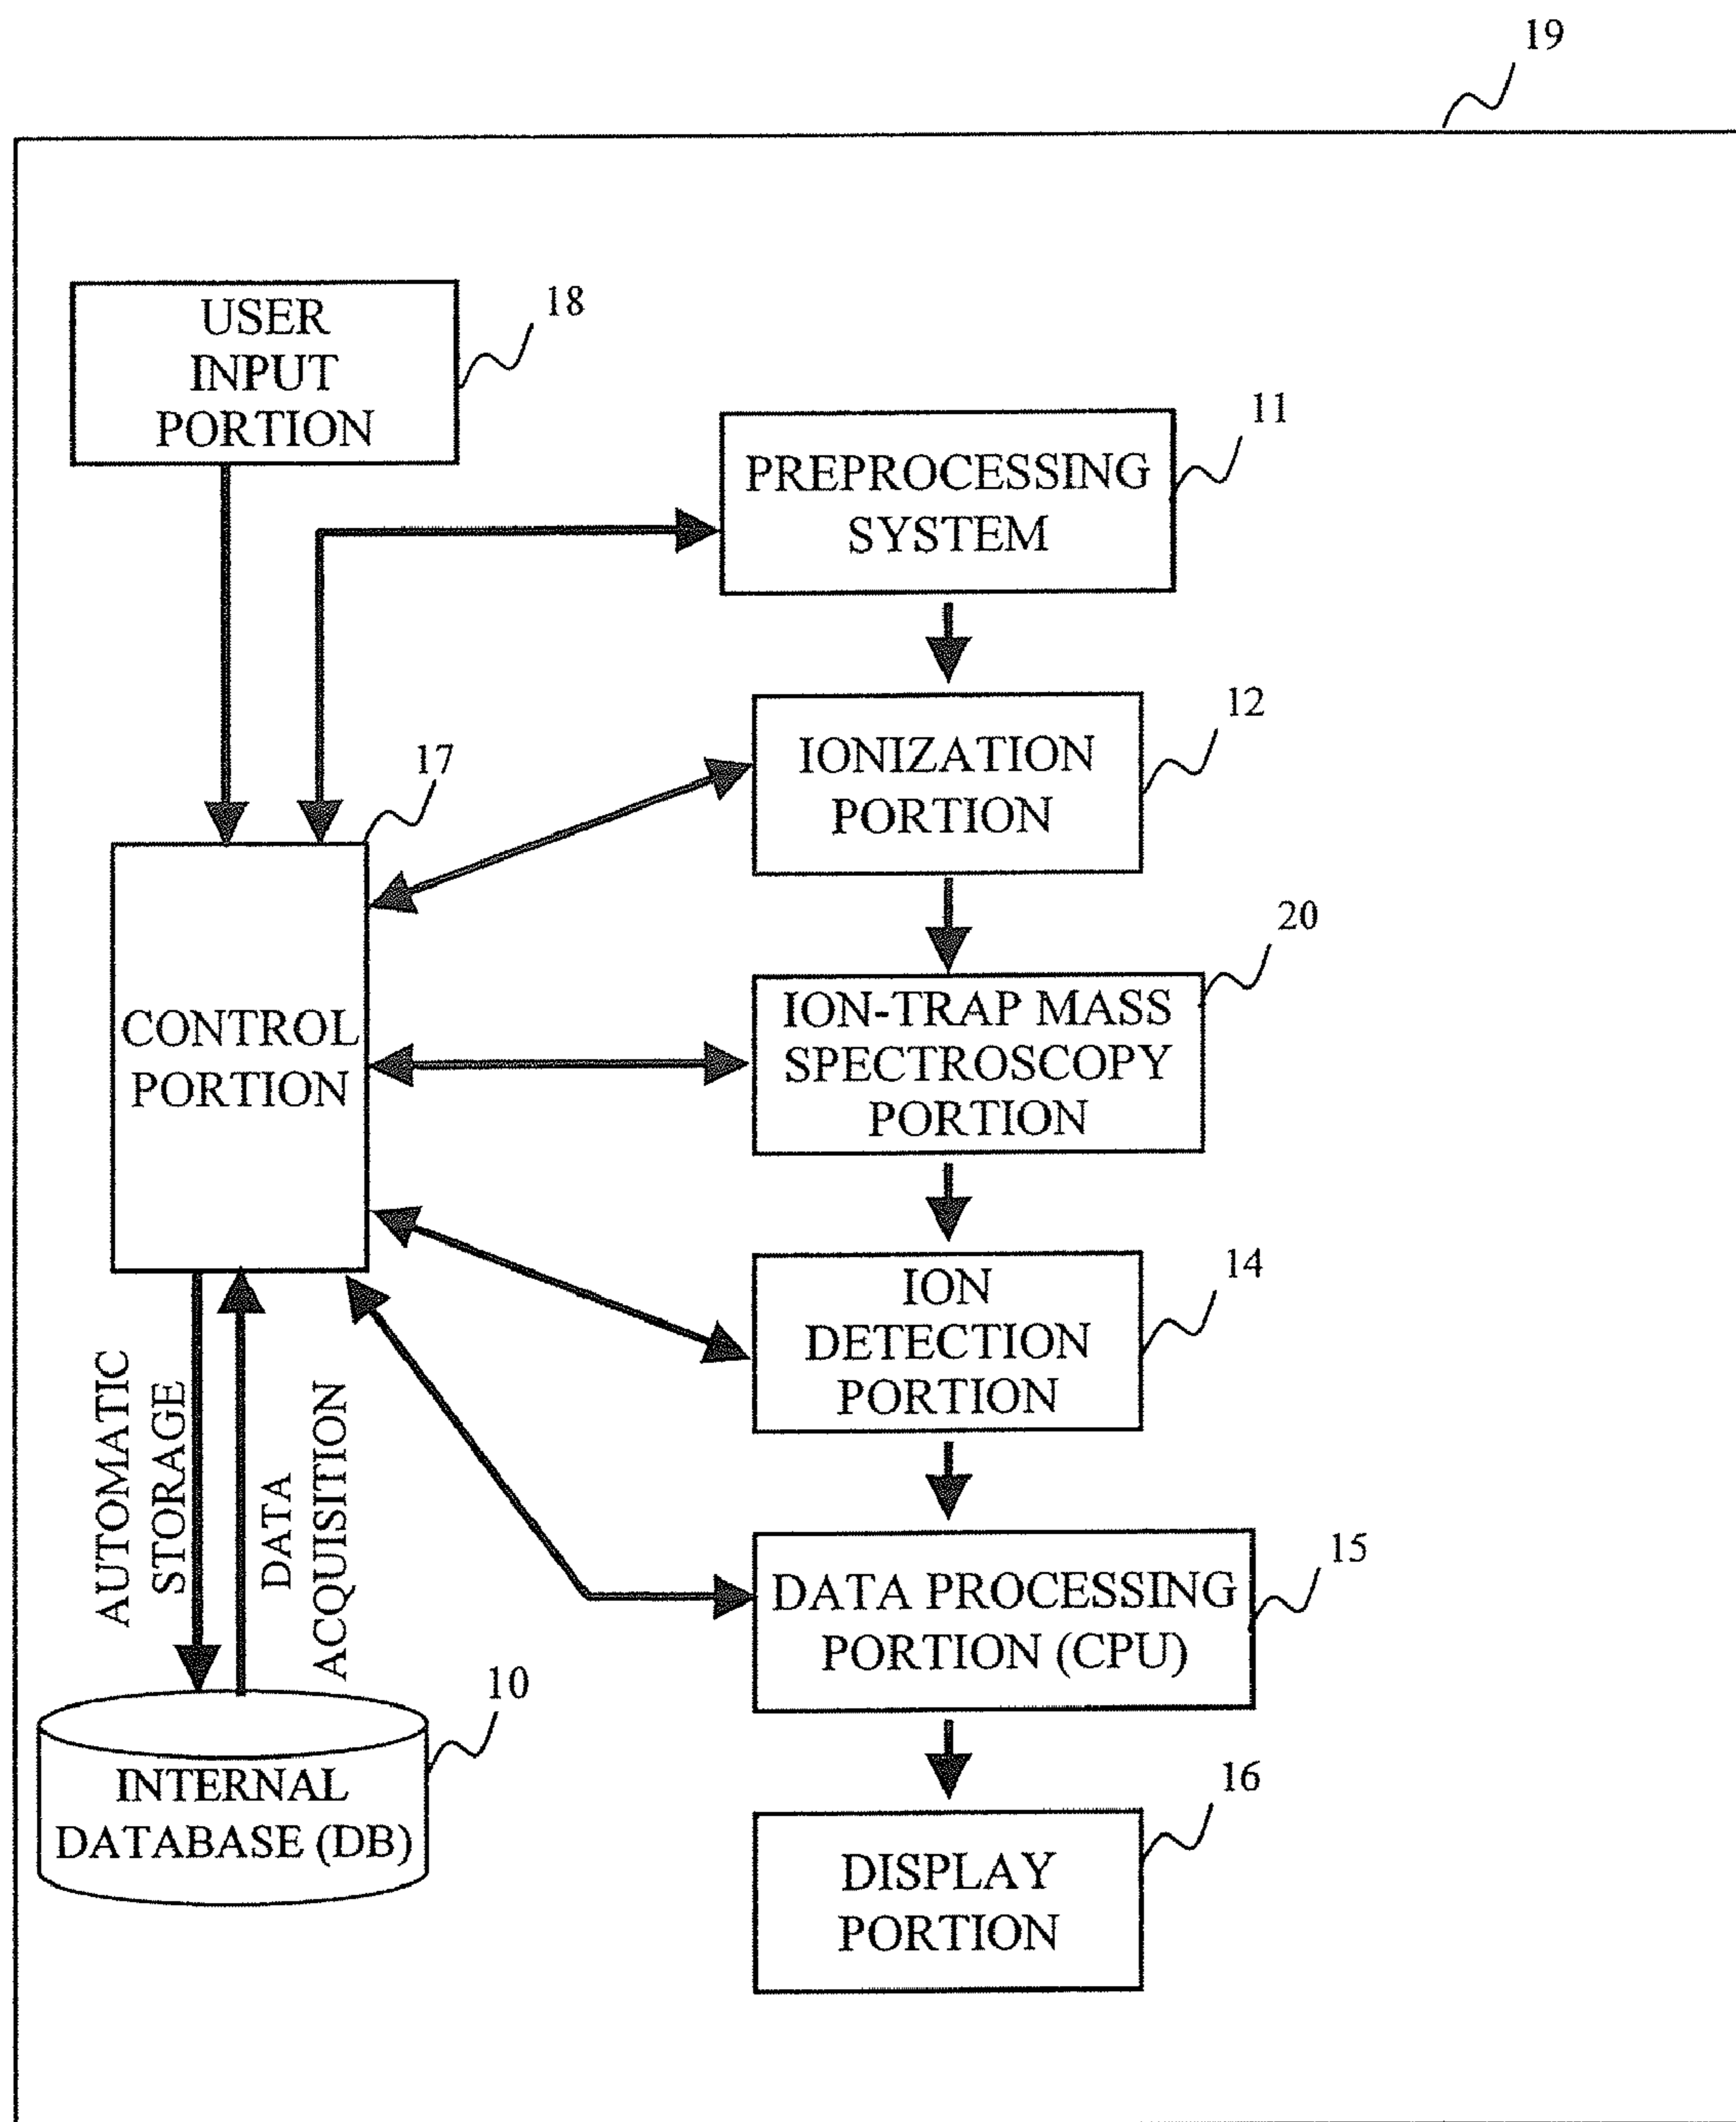 19
USER
INPUT
PORTION
18
PREPROCESSING
SYSTEM
11
IONIZATION
PORTION
12
17
CONTROL
PORTION
ION-TRAP MASS
SPECTROSCOPY
PORTION
20
ION
DETECTION
PORTION
14
AUTOMATIC
STORAGE
DATA
ACQUISITION
DATA PROCESSING
PORTION (CPU)
15
INTERNAL
DATABASE (DB)
10
DISPLAY
PORTION
16